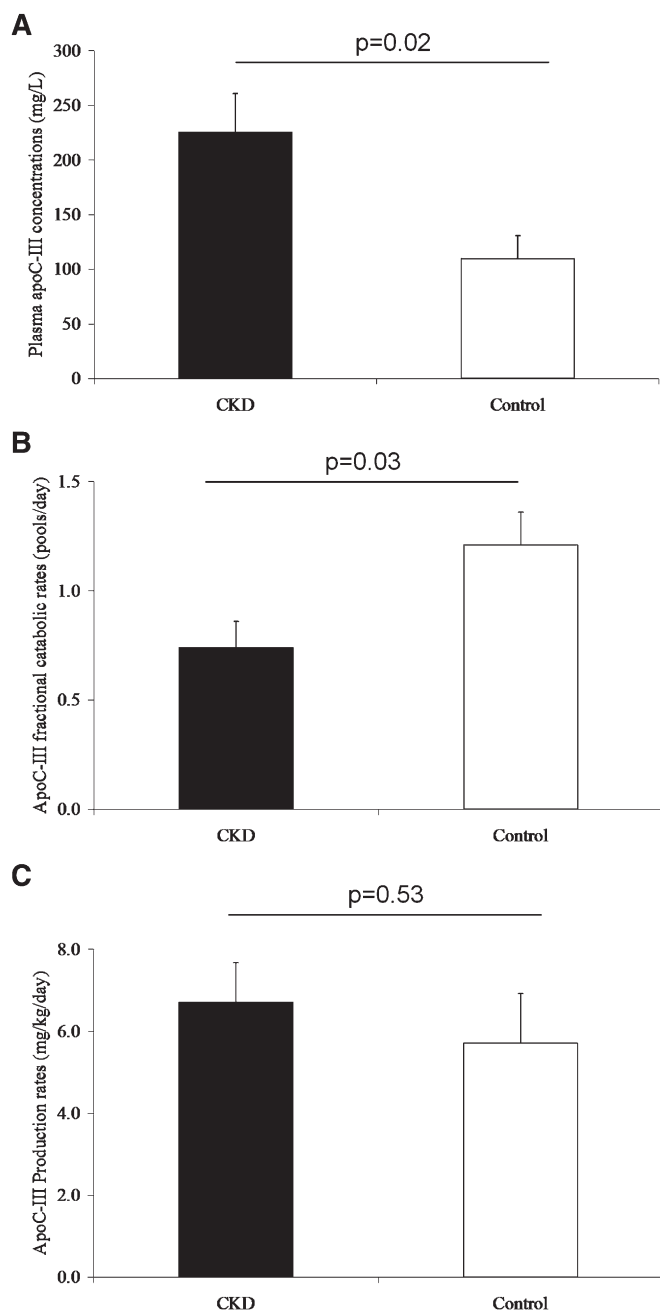 A
p=0.02
Plasma apoC-III concentrations (mg/L)
300
250
200
150
100
50
0
CKD Control
B
p=0.03
ApoC-III fractional catabolic rates (pools/day)
1.5
1.0
0.5
0.0
CKD Control
C
p=0.53
ApoC-III Production rates (mg/kg/day)
8.0
6.0
4.0
2.0
0.0
CKD Control